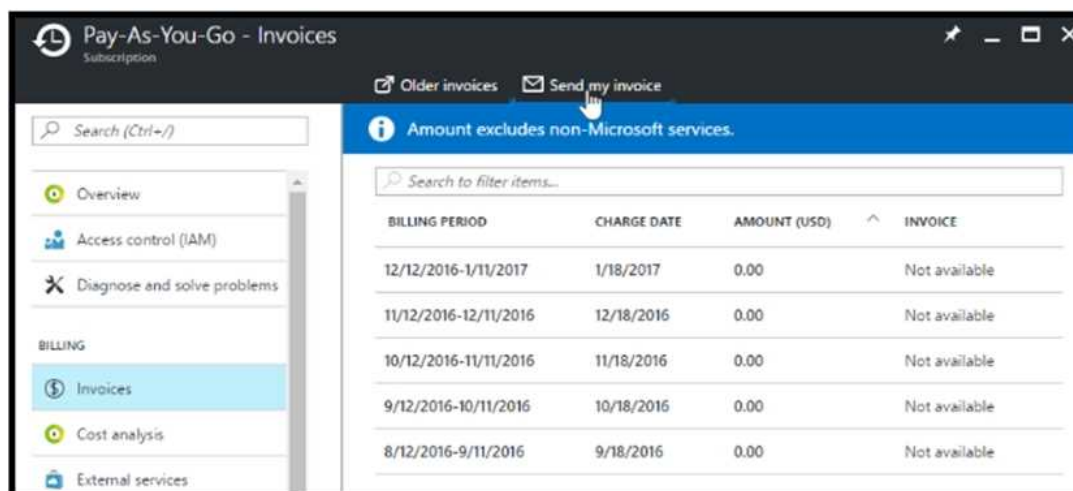 Pay-As-You-Go - Invoices
Subscription
Older invoices Send my invoice
Search (Ctrl+/)
Amount excludes non-Microsoft services.
Overview
Access control (IAM)
Diagnose and solve problems
BILLING
Invoices
Cost analysis
External services
Search to filter items...
BILLING PERIOD CHARGE DATE AMOUNT (USD) INVOICE
12/12/2016-1/11/2017 1/18/2017 0.00 Not available
11/12/2016-12/11/2016 12/18/2016 0.00 Not available
10/12/2016-11/11/2016 11/18/2016 0.00 Not available
9/12/2016-10/11/2016 10/18/2016 0.00 Not available
8/12/2016-9/11/2016 9/18/2016 0.00 Not available